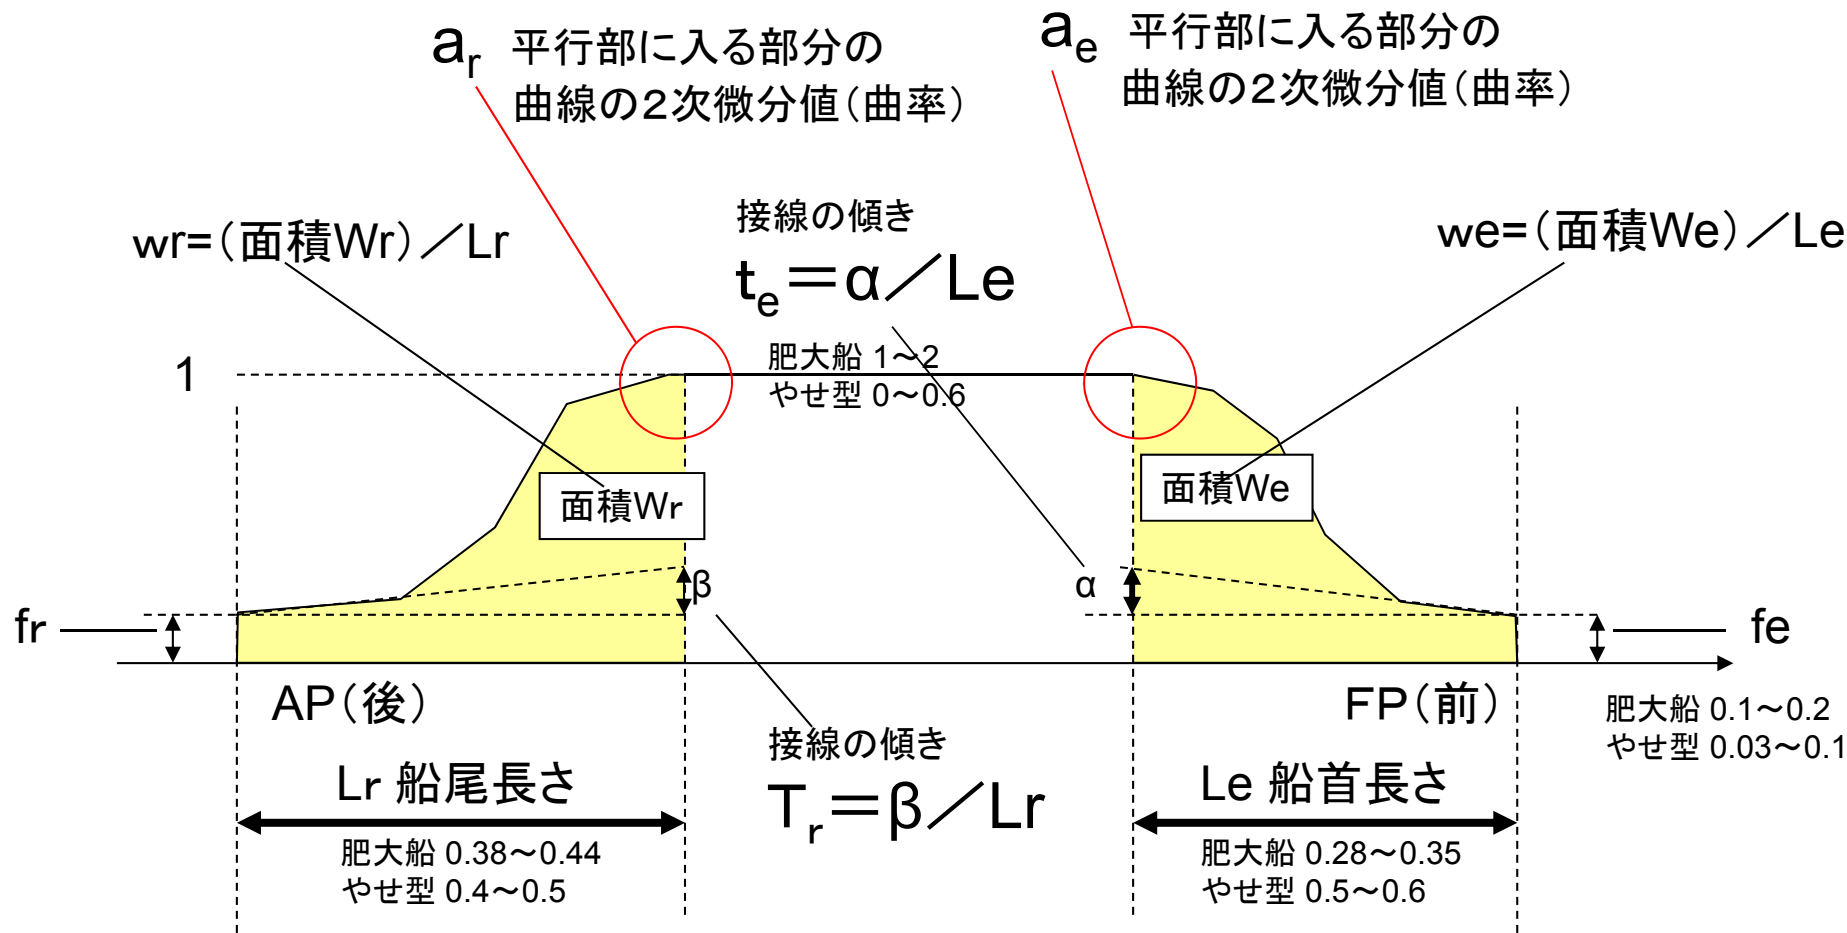 ar 平行部に入る部分の
曲線の2次微分値(曲率)
ae 平行部に入る部分の
曲線の2次微分値(曲率)
wr=(面積Wr)/Lr
接線の傾き
te=α/Le
we=(面積We)/Le
肥大船 1~2
やせ型 0~0.6
1
面積Wr
面積We
β
α
fr
fe
AP(後)
FP(前)
肥大船 0.1~0.2
やせ型 0.03~0.1
接線の傾き
Tr=β/Lr
Lr 船尾長さ
Le 船首長さ
肥大船 0.38~0.44
やせ型 0.4~0.5
肥大船 0.28~0.35
やせ型 0.5~0.6